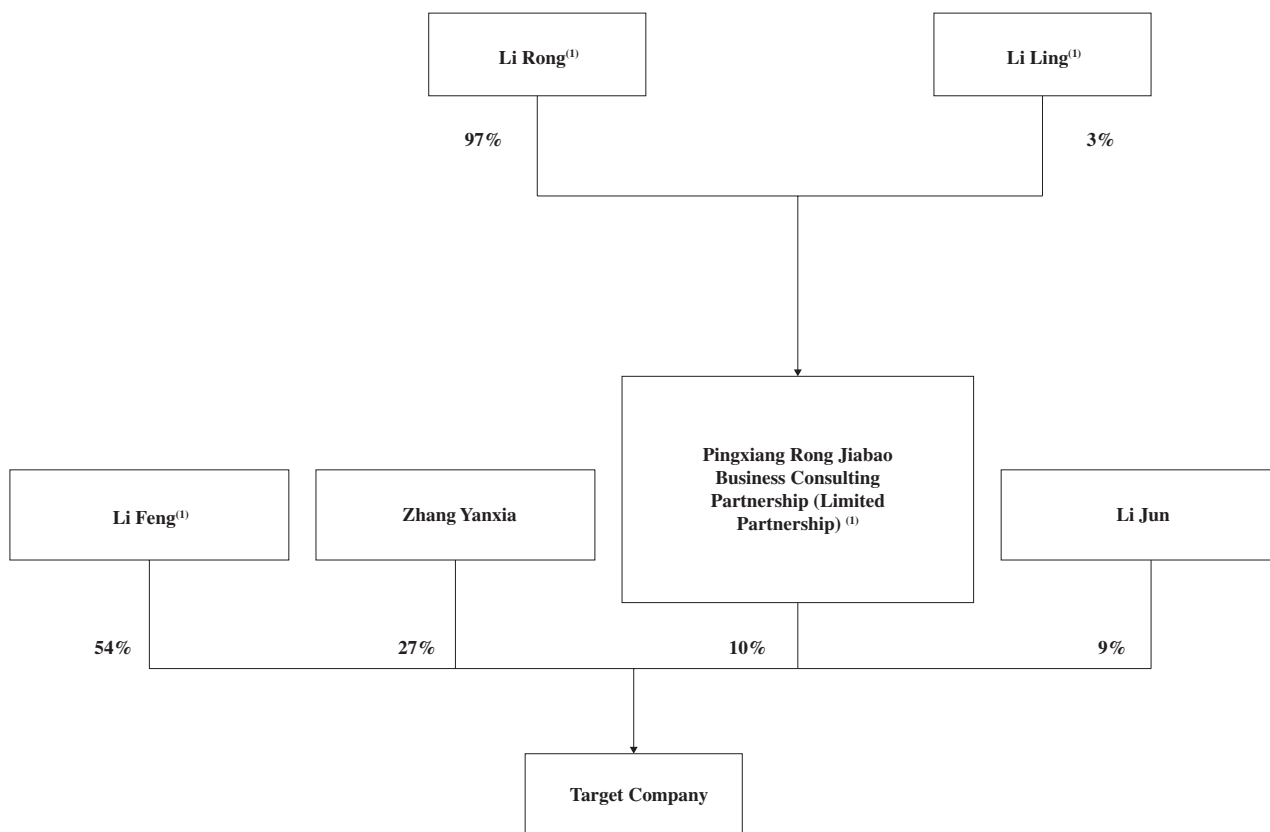 Li Rong(1)
Li Ling(1)
97%
3%
Pingxiang Rong Jiabao
Business Consulting
Partnership (Limited
Partnership) (1)
Li Feng(1)
Zhang Yanxia
Li Jun
54%
27%
10%
9%
Target Company